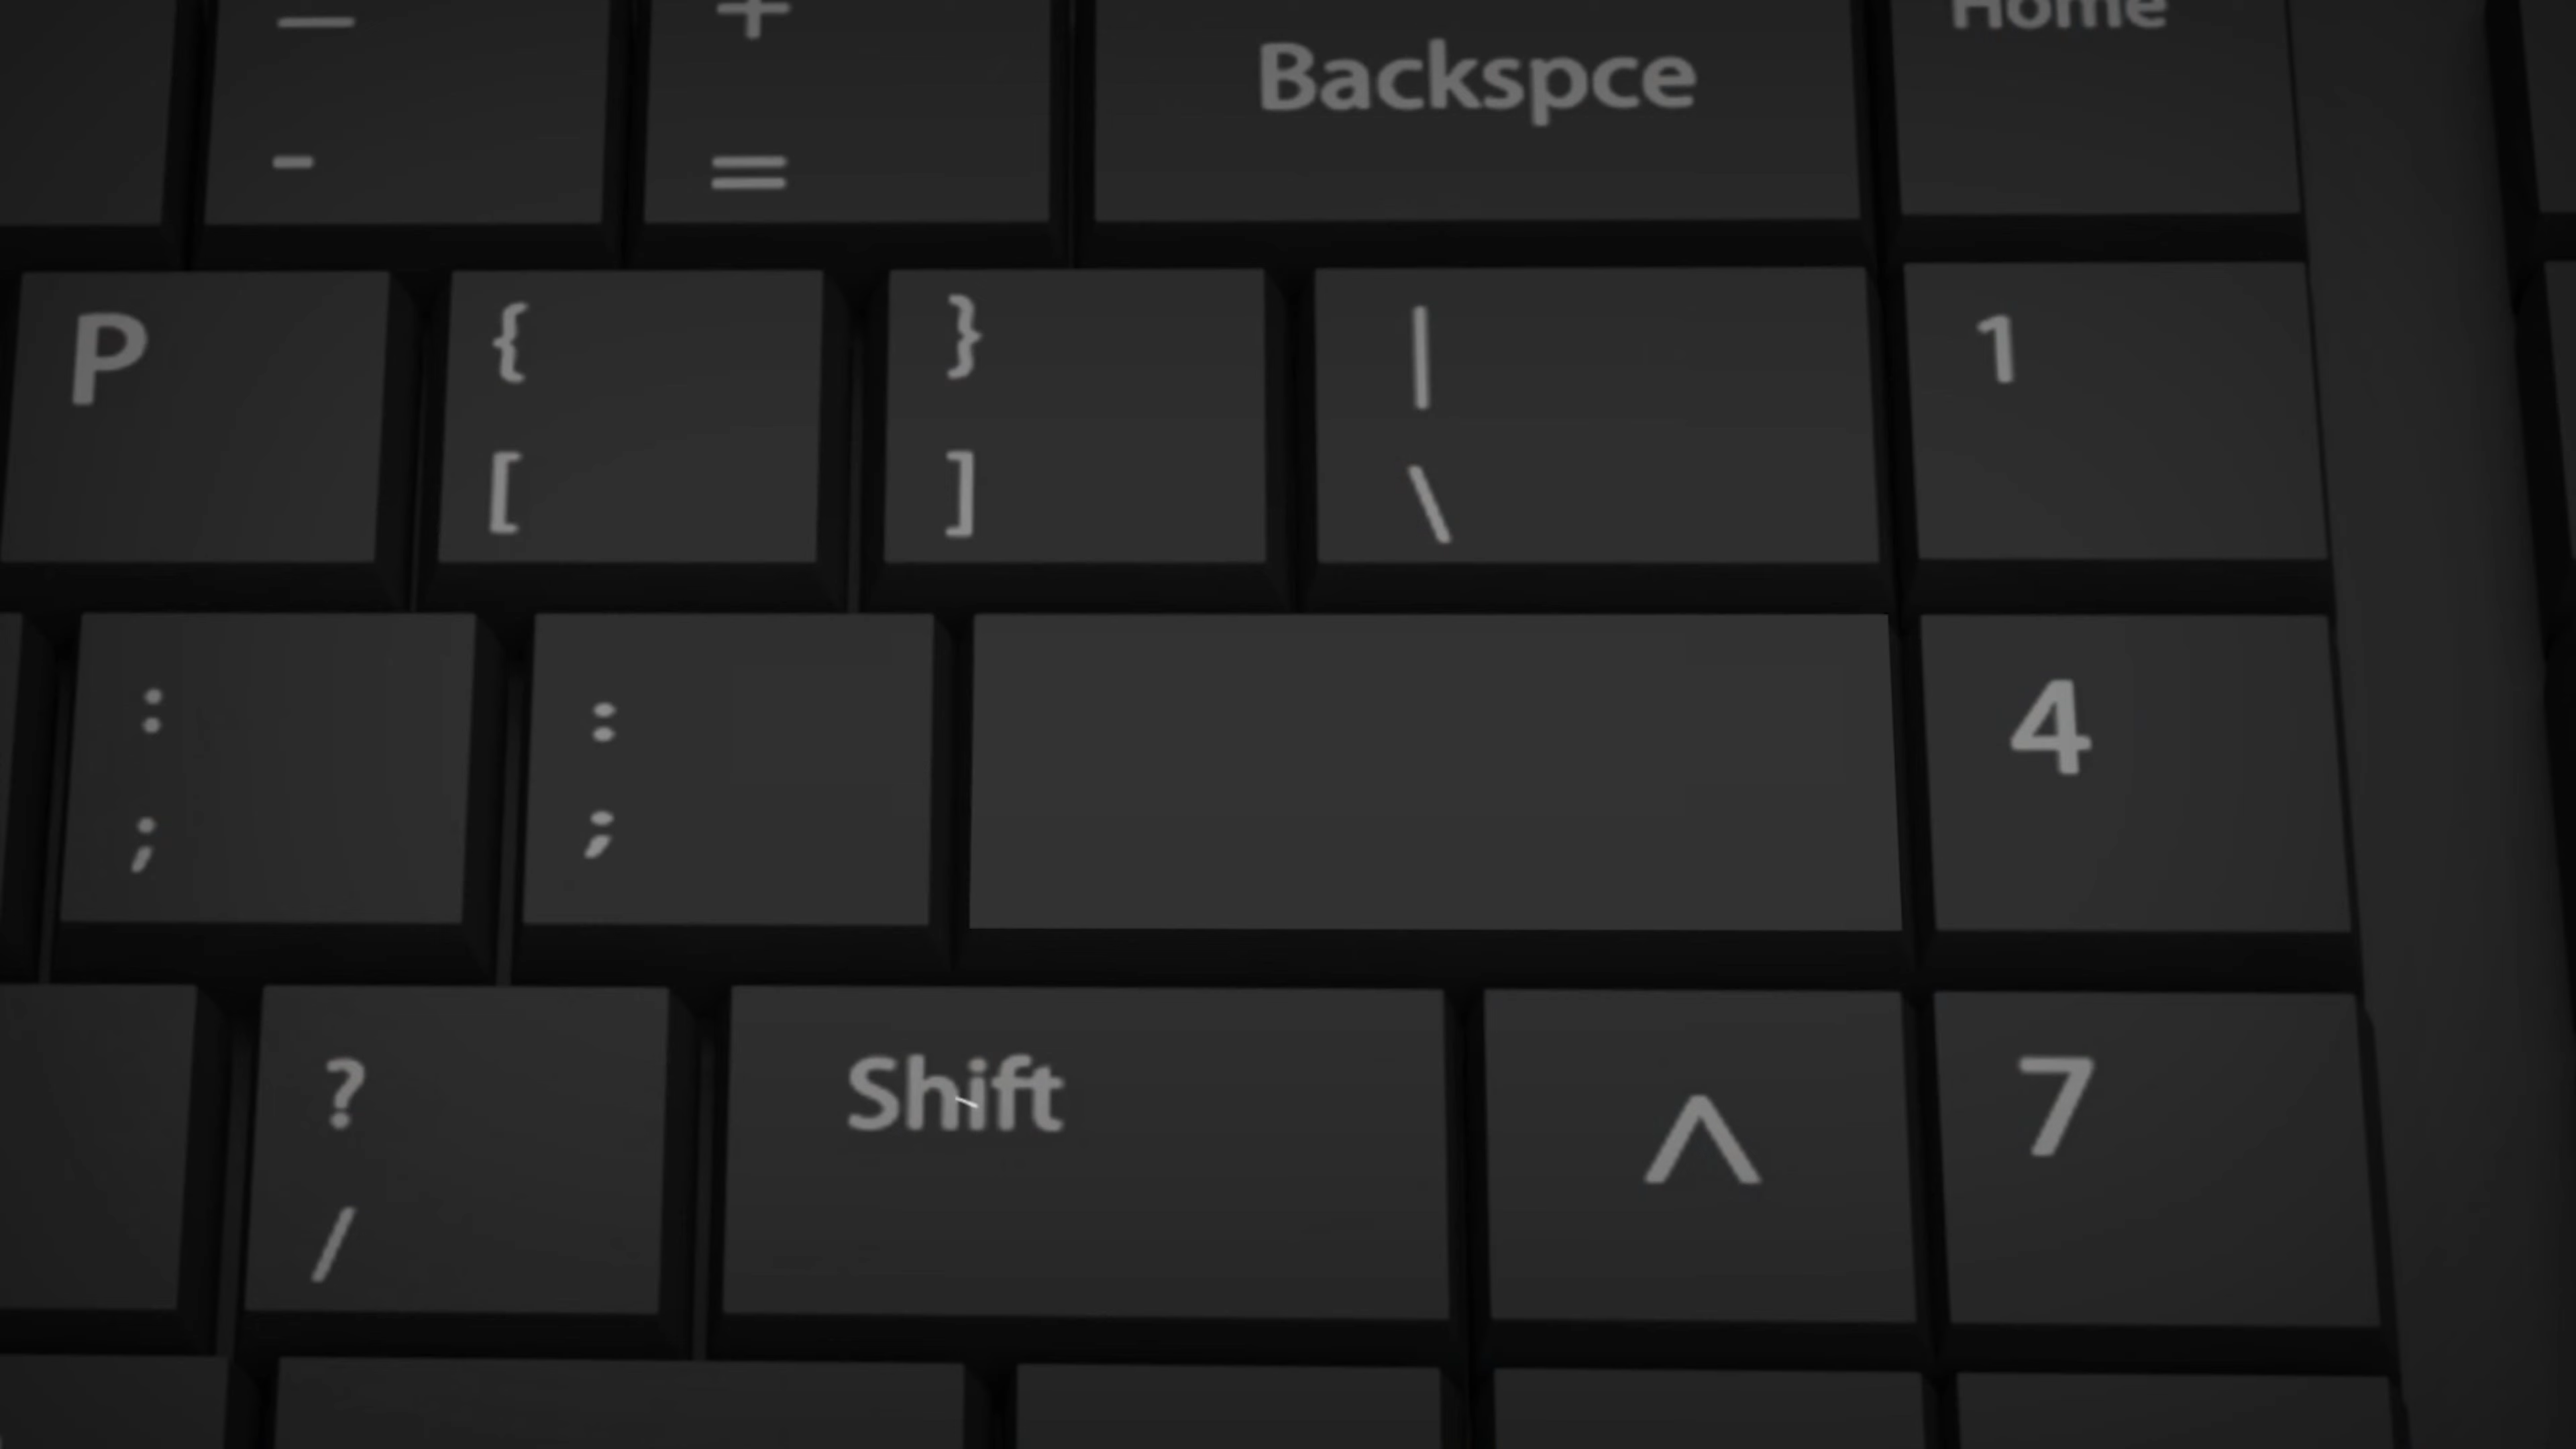 _ + Backspce Home
- =
P { } | 1
[ ] \
: : 4
; ;
? Shift ^ 7
/